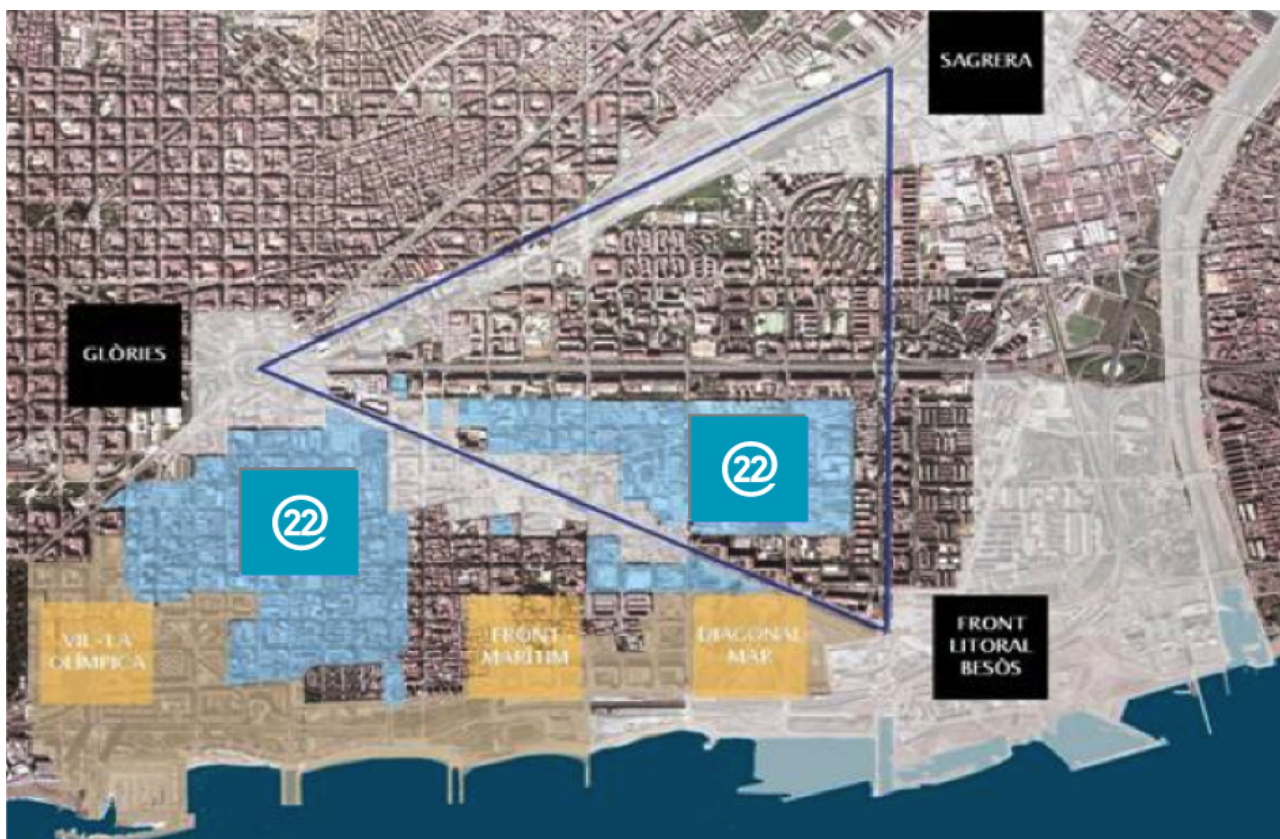 SAGRERA
GLÒRIES
22@
22@
VIL·LA
OLÍMPICA
FRONT
MARÍTIM
DIAGONAL
MAR
FRONT
LITORAL
BESÒS